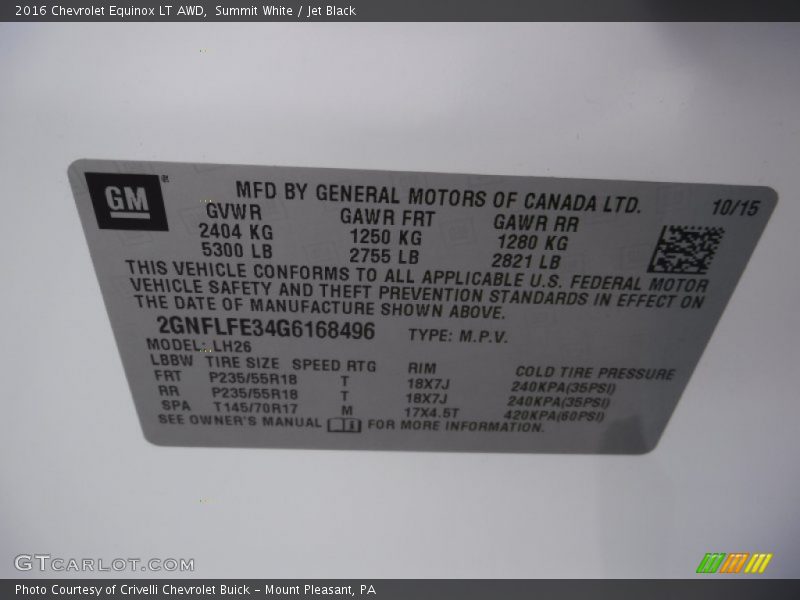 2016 Chevrolet Equinox LT AWD, Summit White / Jet Black
GM
MFD BY GENERAL MOTORS OF CANADA LTD. 10/15
GVWR GAWR FRT GAWR RR
2404 KG 1250 KG 1280 KG
5300 LB 2755 LB 2821 LB
THIS VEHICLE CONFORMS TO ALL APPLICABLE U.S. FEDERAL MOTOR
VEHICLE SAFETY AND THEFT PREVENTION STANDARDS IN EFFECT ON
THE DATE OF MANUFACTURE SHOWN ABOVE.
2GNFLFE34G6168496 TYPE: M.P.V.
MODEL: LH26
LBBW TIRE SIZE SPEED RTG RIM COLD TIRE PRESSURE
FRT P235/55R18 T 18X7J 240KPA(35PSI)
RR P235/55R18 T 18X7J 240KPA(35PSI)
SPA T145/70R17 M 17X4.5T 420KPA(60PSI)
SEE OWNER'S MANUAL FOR MORE INFORMATION.
GTCARLOT.COM
Photo Courtesy of Crivelli Chevrolet Buick - Mount Pleasant, PA